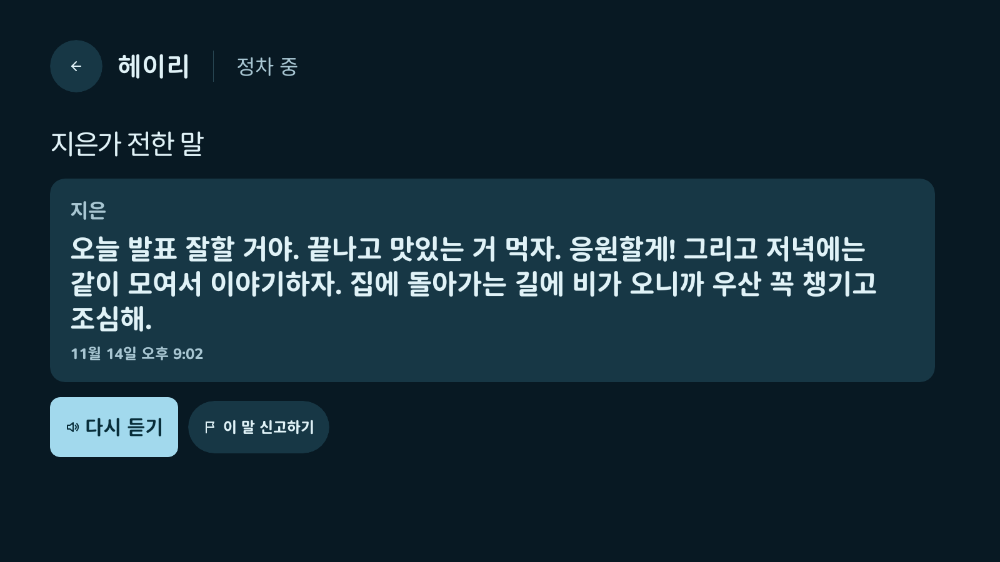 헤이리
정차 중
지은가 전한 말
지은
오늘 발표 잘할 거야. 끝나고 맛있는 거 먹자. 응원할게! 그리고 저녁에는
같이 모여서 이야기하자. 집에 돌아가는 길에 비가 오니까 우산 꼭 챙기고
조심해.
11월 14일 오후 9:02
다시 듣기
이 말 신고하기